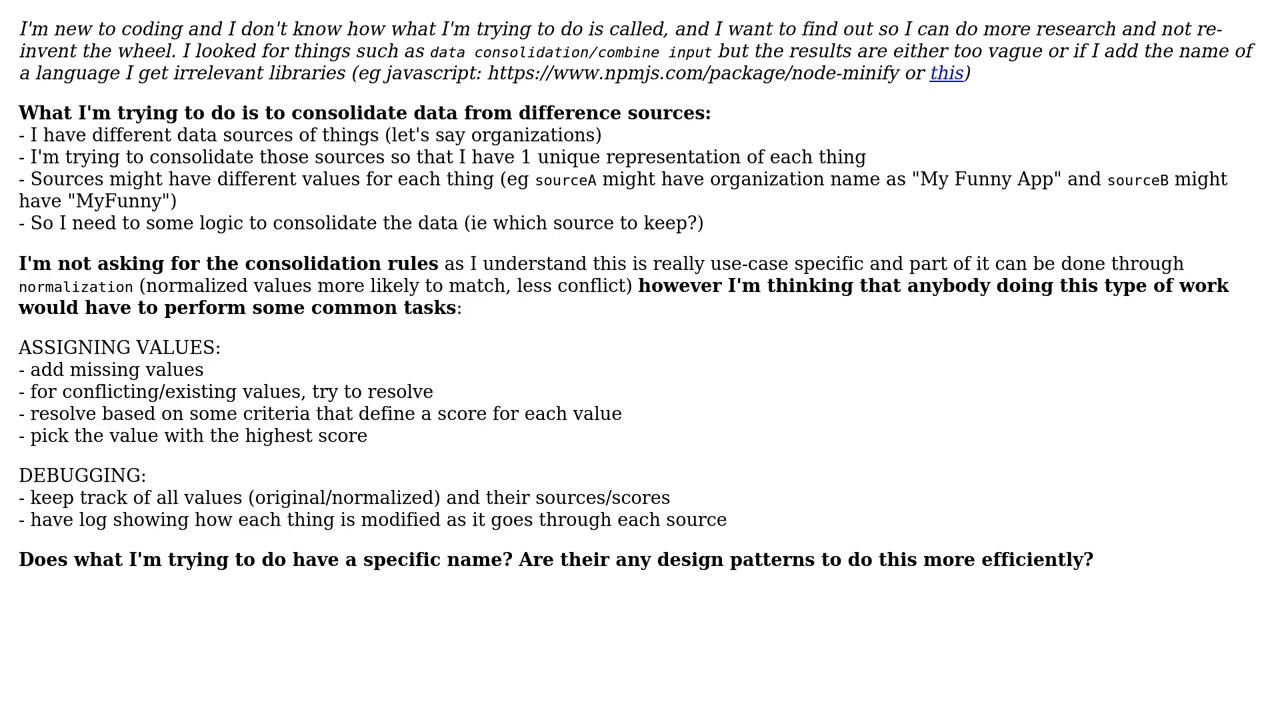 I'm new to coding and I don't know how what I'm trying to do is called, and I want to find out so I can do more research and not re-
invent the wheel. I looked for things such as data consolidation/combine input but the results are either too vague or if I add the name of
a language I get irrelevant libraries (eg javascript: https://www.npmjs.com/package/node-minify or this)
What I'm trying to do is to consolidate data from difference sources:
- I have different data sources of things (let's say organizations)
- I'm trying to consolidate those sources so that I have 1 unique representation of each thing
- Sources might have different values for each thing (eg sourceA might have organization name as "My Funny App" and sourceB might
have "MyFunny")
- So I need to some logic to consolidate the data (ie which source to keep?)
I'm not asking for the consolidation rules as I understand this is really use-case specific and part of it can be done through
normalization (normalized values more likely to match, less conflict) however I'm thinking that anybody doing this type of work
would have to perform some common tasks:
ASSIGNING VALUES:
- add missing values
- for conflicting/existing values, try to resolve
- resolve based on some criteria that define a score for each value
- pick the value with the highest score
DEBUGGING:
- keep track of all values (original/normalized) and their sources/scores
- have log showing how each thing is modified as it goes through each source
Does what I'm trying to do have a specific name? Are their any design patterns to do this more efficiently?